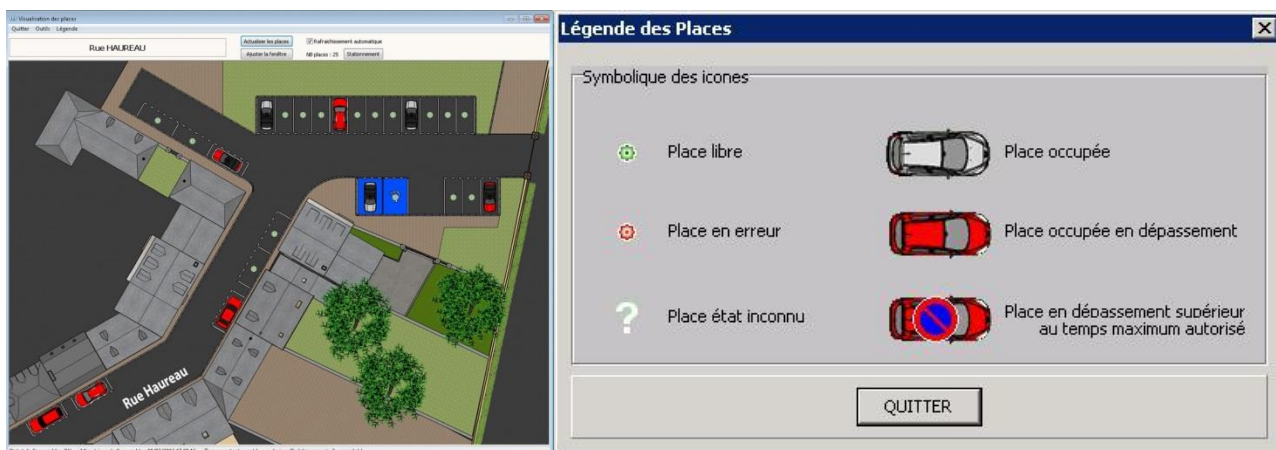 Visualisation des places
Quitter Outils Légende
Rue HAUREAU
Actualiser les places
Rafraichissement automatique
Ajuster la fenêtre
NB places : 25
Stationnement
Rue Haureau
Légende des Places
Symbolique des icones
Place libre
Place occupée
Place en erreur
Place occupée en dépassement
?
Place état inconnu
Place en dépassement supérieur
au temps maximum autorisé
QUITTER